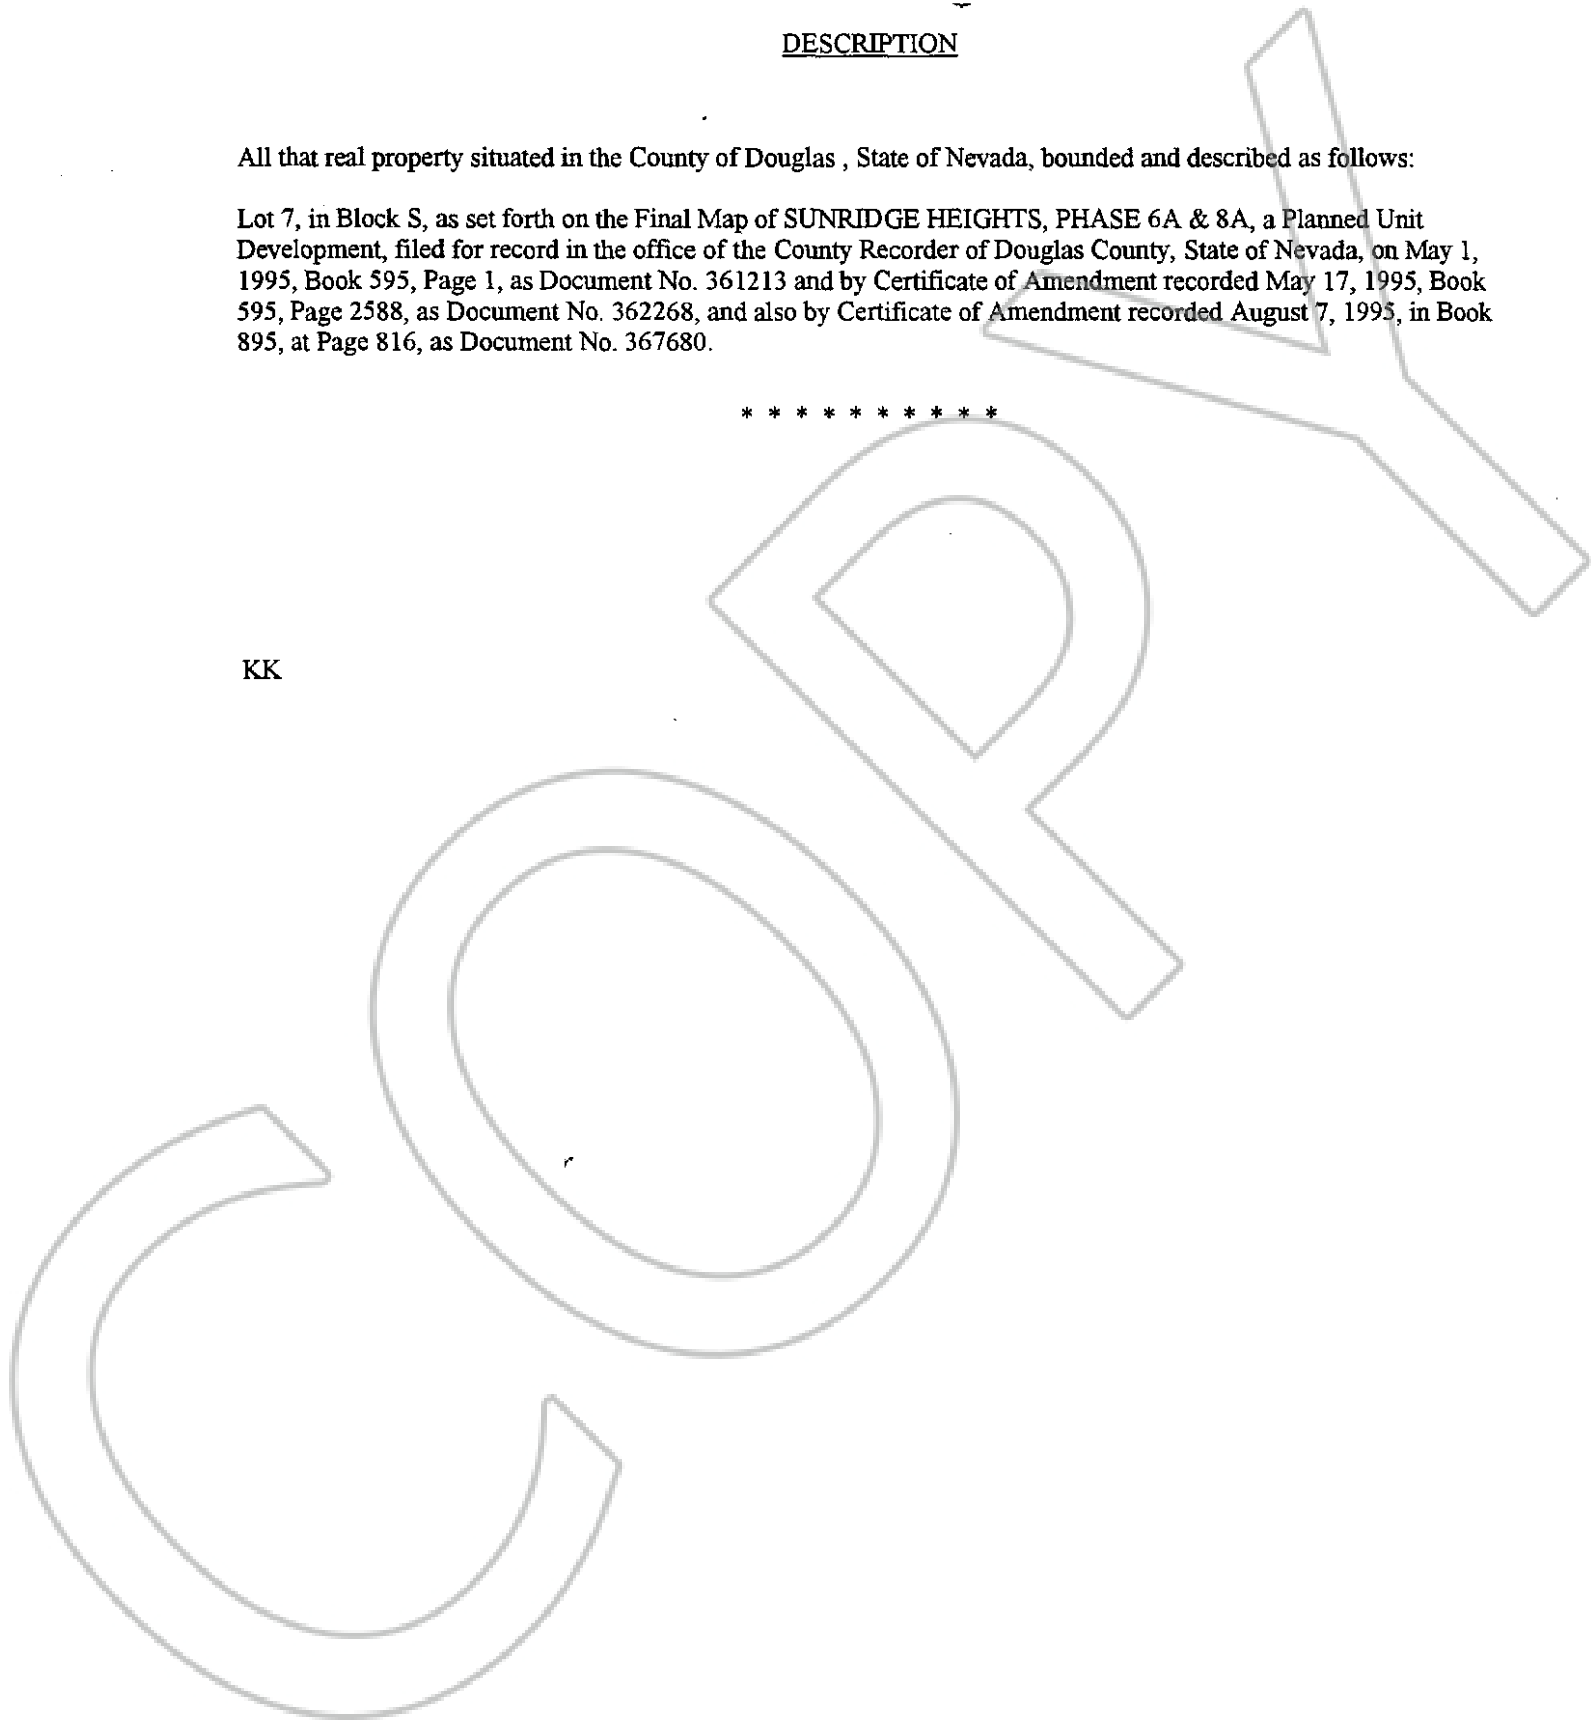 DESCRIPTION
All that real property situated in the County of Douglas , State of Nevada, bounded and described as follows:
Lot 7, in Block S, as set forth on the Final Map of SUNRIDGE HEIGHTS, PHASE 6A & 8A, a Planned Unit
Development, filed for record in the office of the County Recorder of Douglas County, State of Nevada, on May 1,
1995, Book 595, Page 1, as Document No. 361213 and by Certificate of Amendment recorded May 17, 1995, Book
595, Page 2588, as Document No. 362268, and also by Certificate of Amendment recorded August 7, 1995, in Book
895, at Page 816, as Document No. 367680.
* * * * * * * * * *
KK
COPY